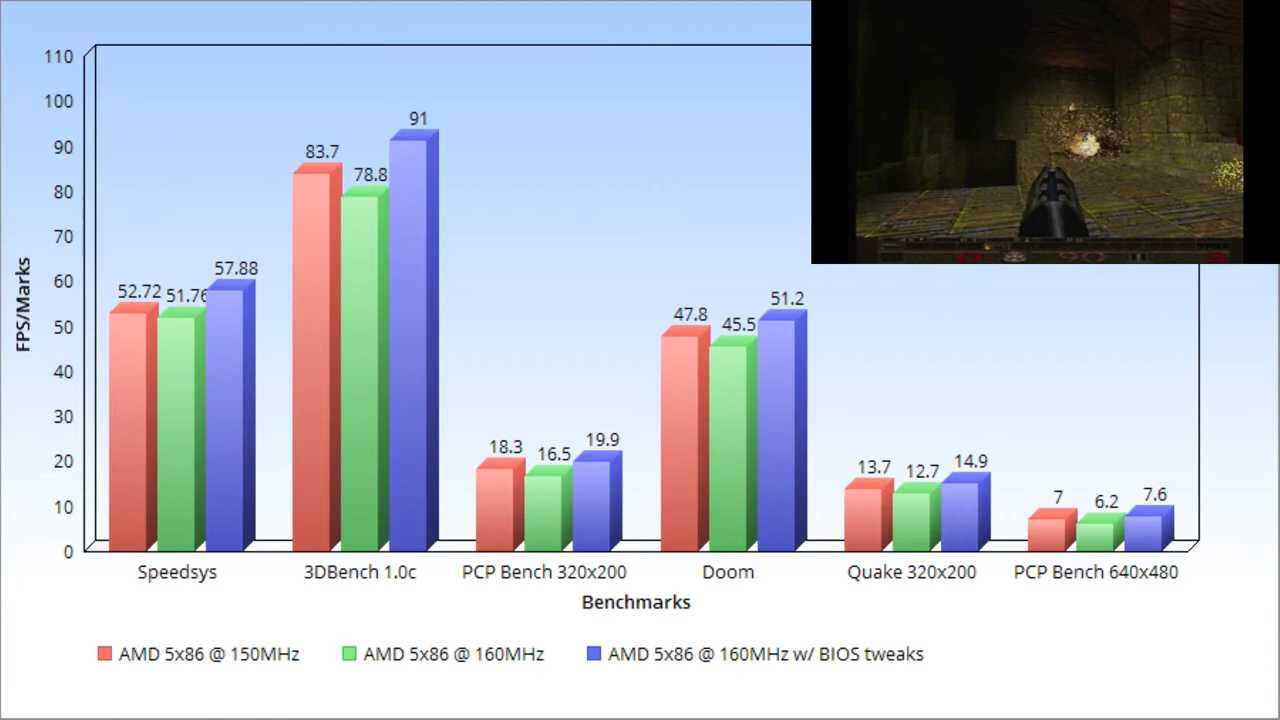 110
100
90
80
70
60
50
40
30
20
10
0
FPS/Marks
52.72 51.76 57.88
83.7 78.8 91
18.3 16.5 19.9
47.8 45.5 51.2
13.7 12.7 14.9
7 6.2 7.6
Speedsys 3DBench 1.0c PCP Bench 320x200 Doom Quake 320x200 PCP Bench 640x480
Benchmarks
AMD 5x86 @ 150MHz AMD 5x86 @ 160MHz AMD 5x86 @ 160MHz w/ BIOS tweaks